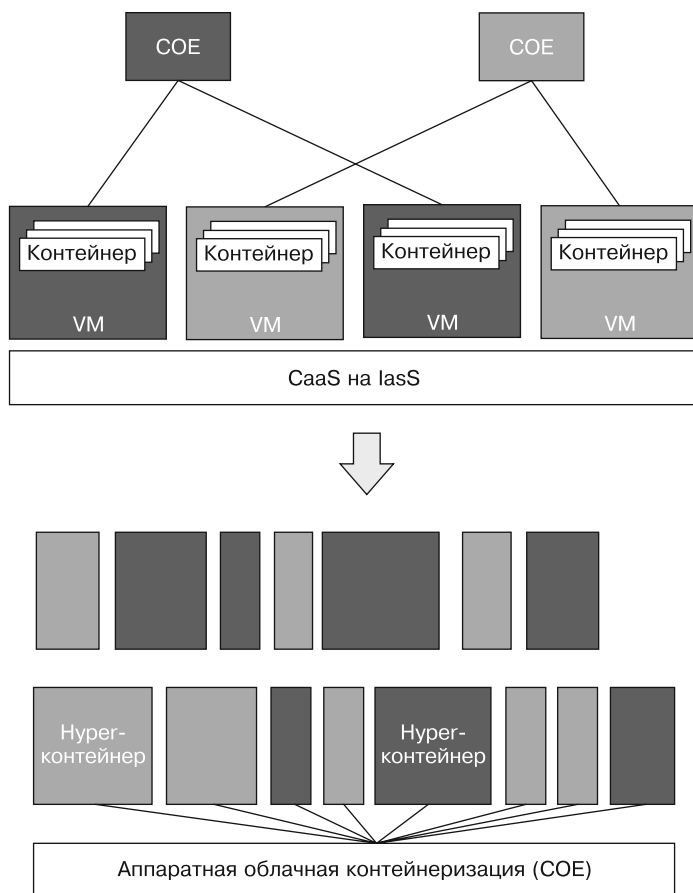 COE
COE
Контейнер
Контейнер
Контейнер
Контейнер
VM
VM
VM
VM
CaaS на IasS
Hyper-
контейнер
Hyper-
контейнер
Аппаратная облачная контейнеризация (COE)